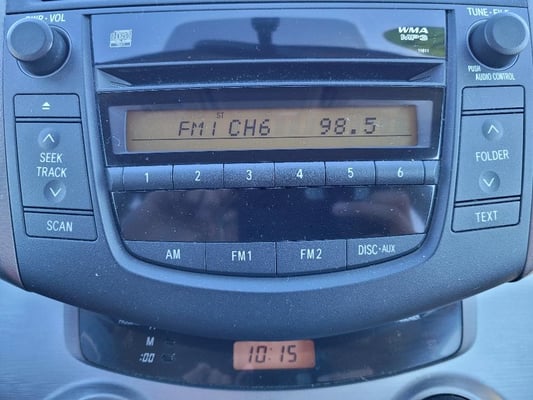 PWR•VOL
TUNE•FILE
WMA
MP3
11811
PUSH
AUDIO CONTROL
ST
FM1 CH6 98.5
SEEK
TRACK
FOLDER
1 2 3 4 5 6
SCAN
TEXT
AM FM1 FM2 DISC•AUX
H
M
:00
10:15